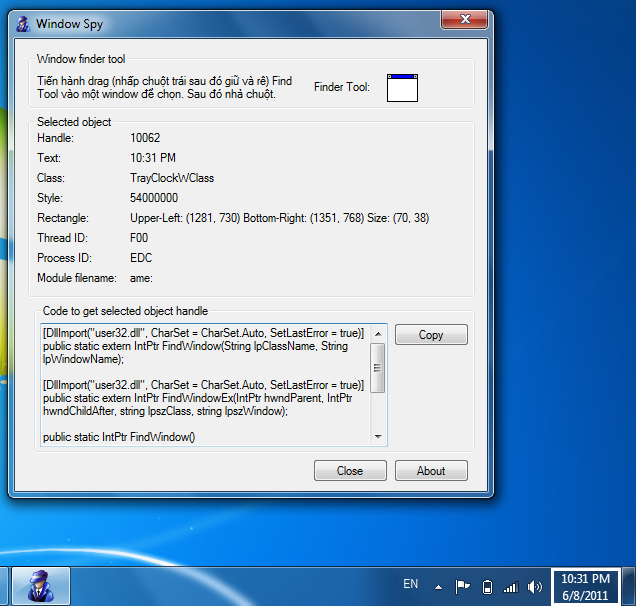 Window Spy
Window finder tool
Tiến hành drag (nhấp chuột trái sau đó giữ và rê) Find
Tool vào một window để chọn. Sau đó nhả chuột.
Finder Tool:
Selected object
Handle: 10062
Text: 10:31 PM
Class: TrayClockWClass
Style: 54000000
Rectangle: Upper-Left: (1281, 730) Bottom-Right: (1351, 768) Size: (70, 38)
Thread ID: F00
Process ID: EDC
Module filename: ame:
Code to get selected object handle
[DllImport("user32.dll", CharSet = CharSet.Auto, SetLastError = true)]
public static extern IntPtr FindWindow(String lpClassName, String
lpWindowName);
[DllImport("user32.dll", CharSet = CharSet.Auto, SetLastError = true)]
public static extern IntPtr FindWindowEx(IntPtr hwndParent, IntPtr
hwndChildAfter, string lpszClass, string lpszWindow);
public static IntPtr FindWindow()
Copy
Close
About
EN
10:31 PM
6/8/2011